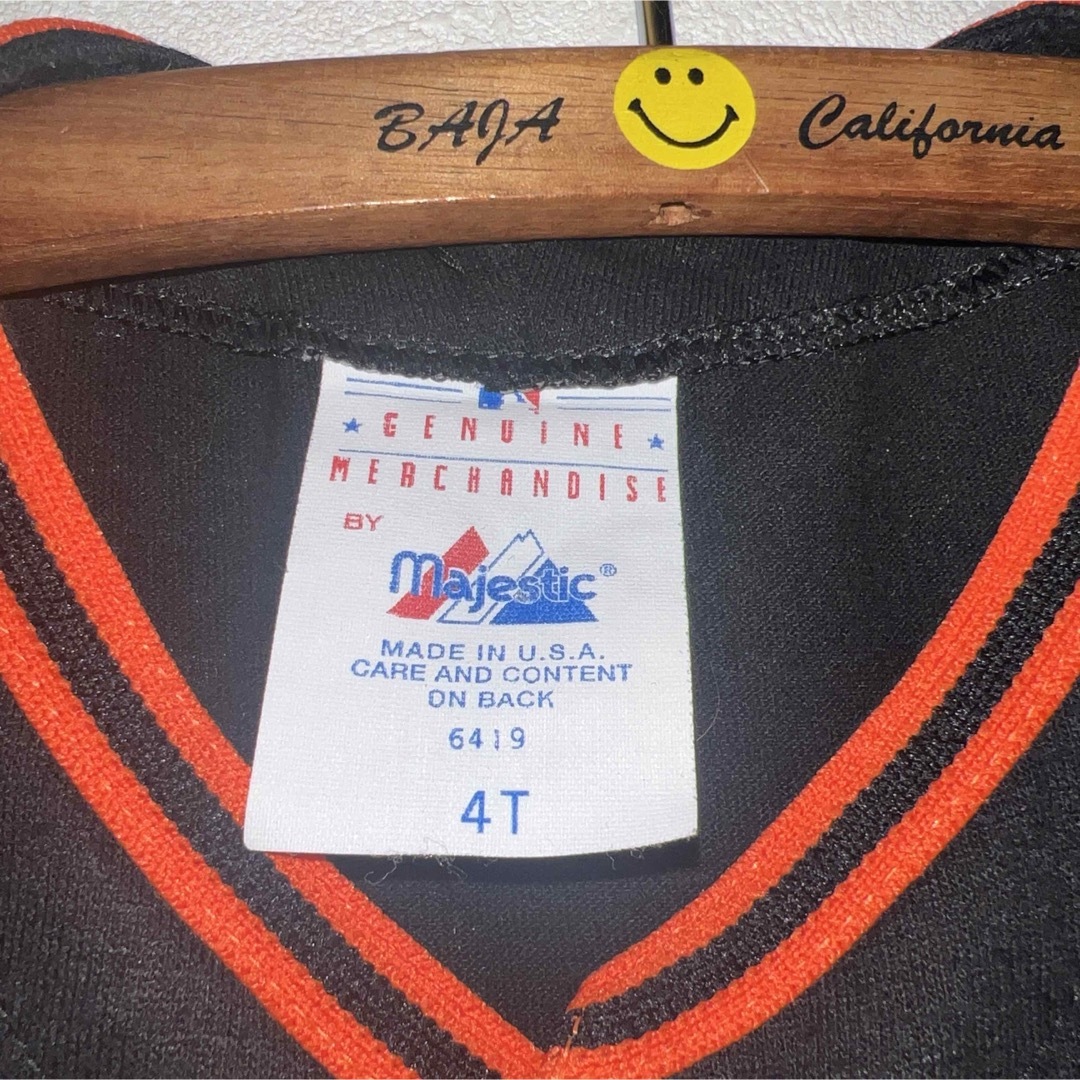 BAJA California
GENUINE
MERCHANDISE
BY
Majestic®
MADE IN U.S.A.
CARE AND CONTENT
ON BACK
6419
4T